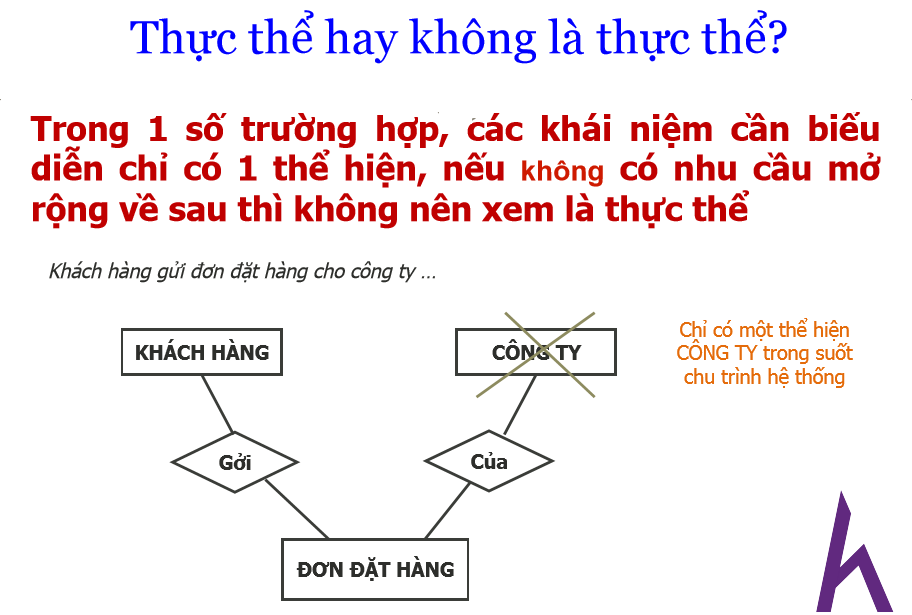 Thực thể hay không là thực thể?
Trong 1 số trường hợp, các khái niệm cần biểu
diễn chỉ có 1 thể hiện, nếu không có nhu cầu mở
rộng về sau thì không nên xem là thực thể
Khách hàng gửi đơn đặt hàng cho công ty ...
KHÁCH HÀNG
CÔNG TY
Chỉ có một thể hiện
CÔNG TY trong suốt
chu trình hệ thống
Gởi
Của
ĐƠN ĐẶT HÀNG